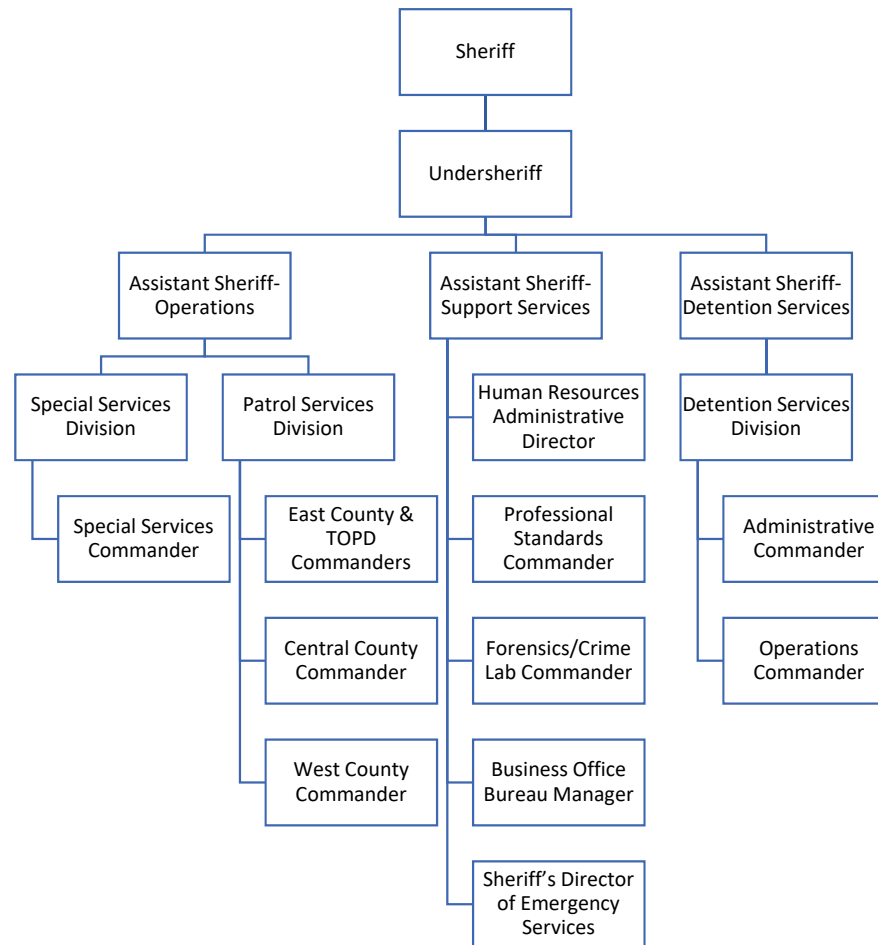 Sheriff
Undersheriff
Assistant Sheriff-
Operations
Assistant Sheriff-
Support Services
Assistant Sheriff-
Detention Services
Special Services
Division
Patrol Services
Division
Human Resources
Administrative
Director
Detention Services
Division
Special Services
Commander
East County &
TOPD
Commanders
Professional
Standards
Commander
Administrative
Commander
Central County
Commander
Forensics/Crime
Lab Commander
Operations
Commander
West County
Commander
Business Office
Bureau Manager
Sheriff’s Director
of Emergency
Services